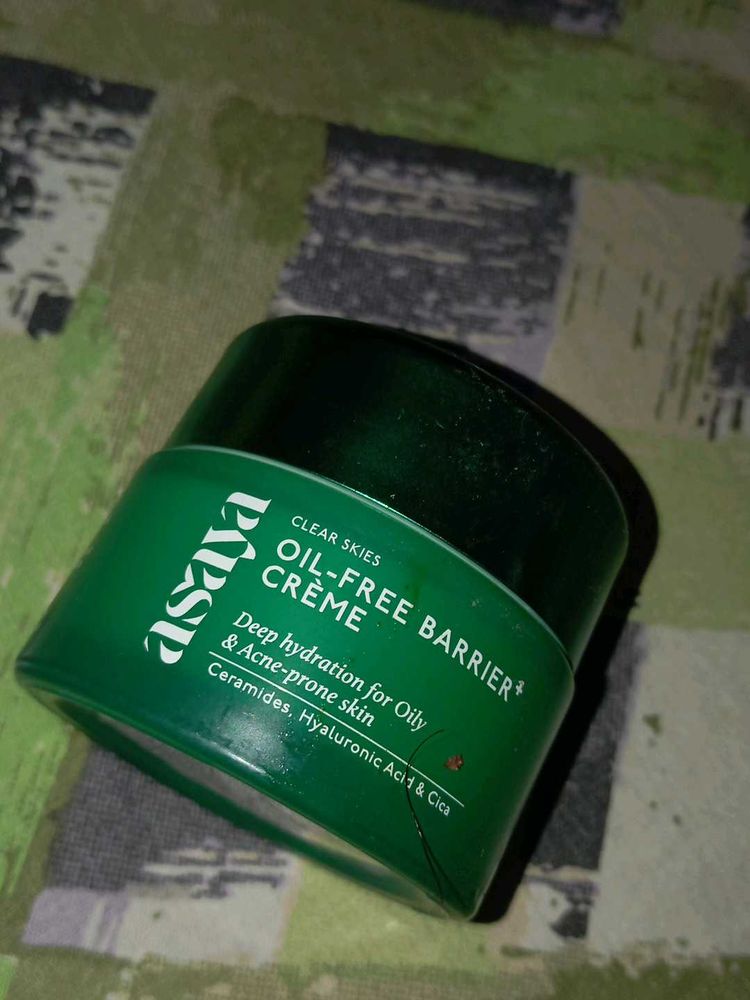 asaya
CLEAR SKIES
OIL-FREE BARRIER⁺
CRÈME
Deep hydration for Oily
& Acne-prone skin
Ceramides, Hyaluronic Acid & Cica